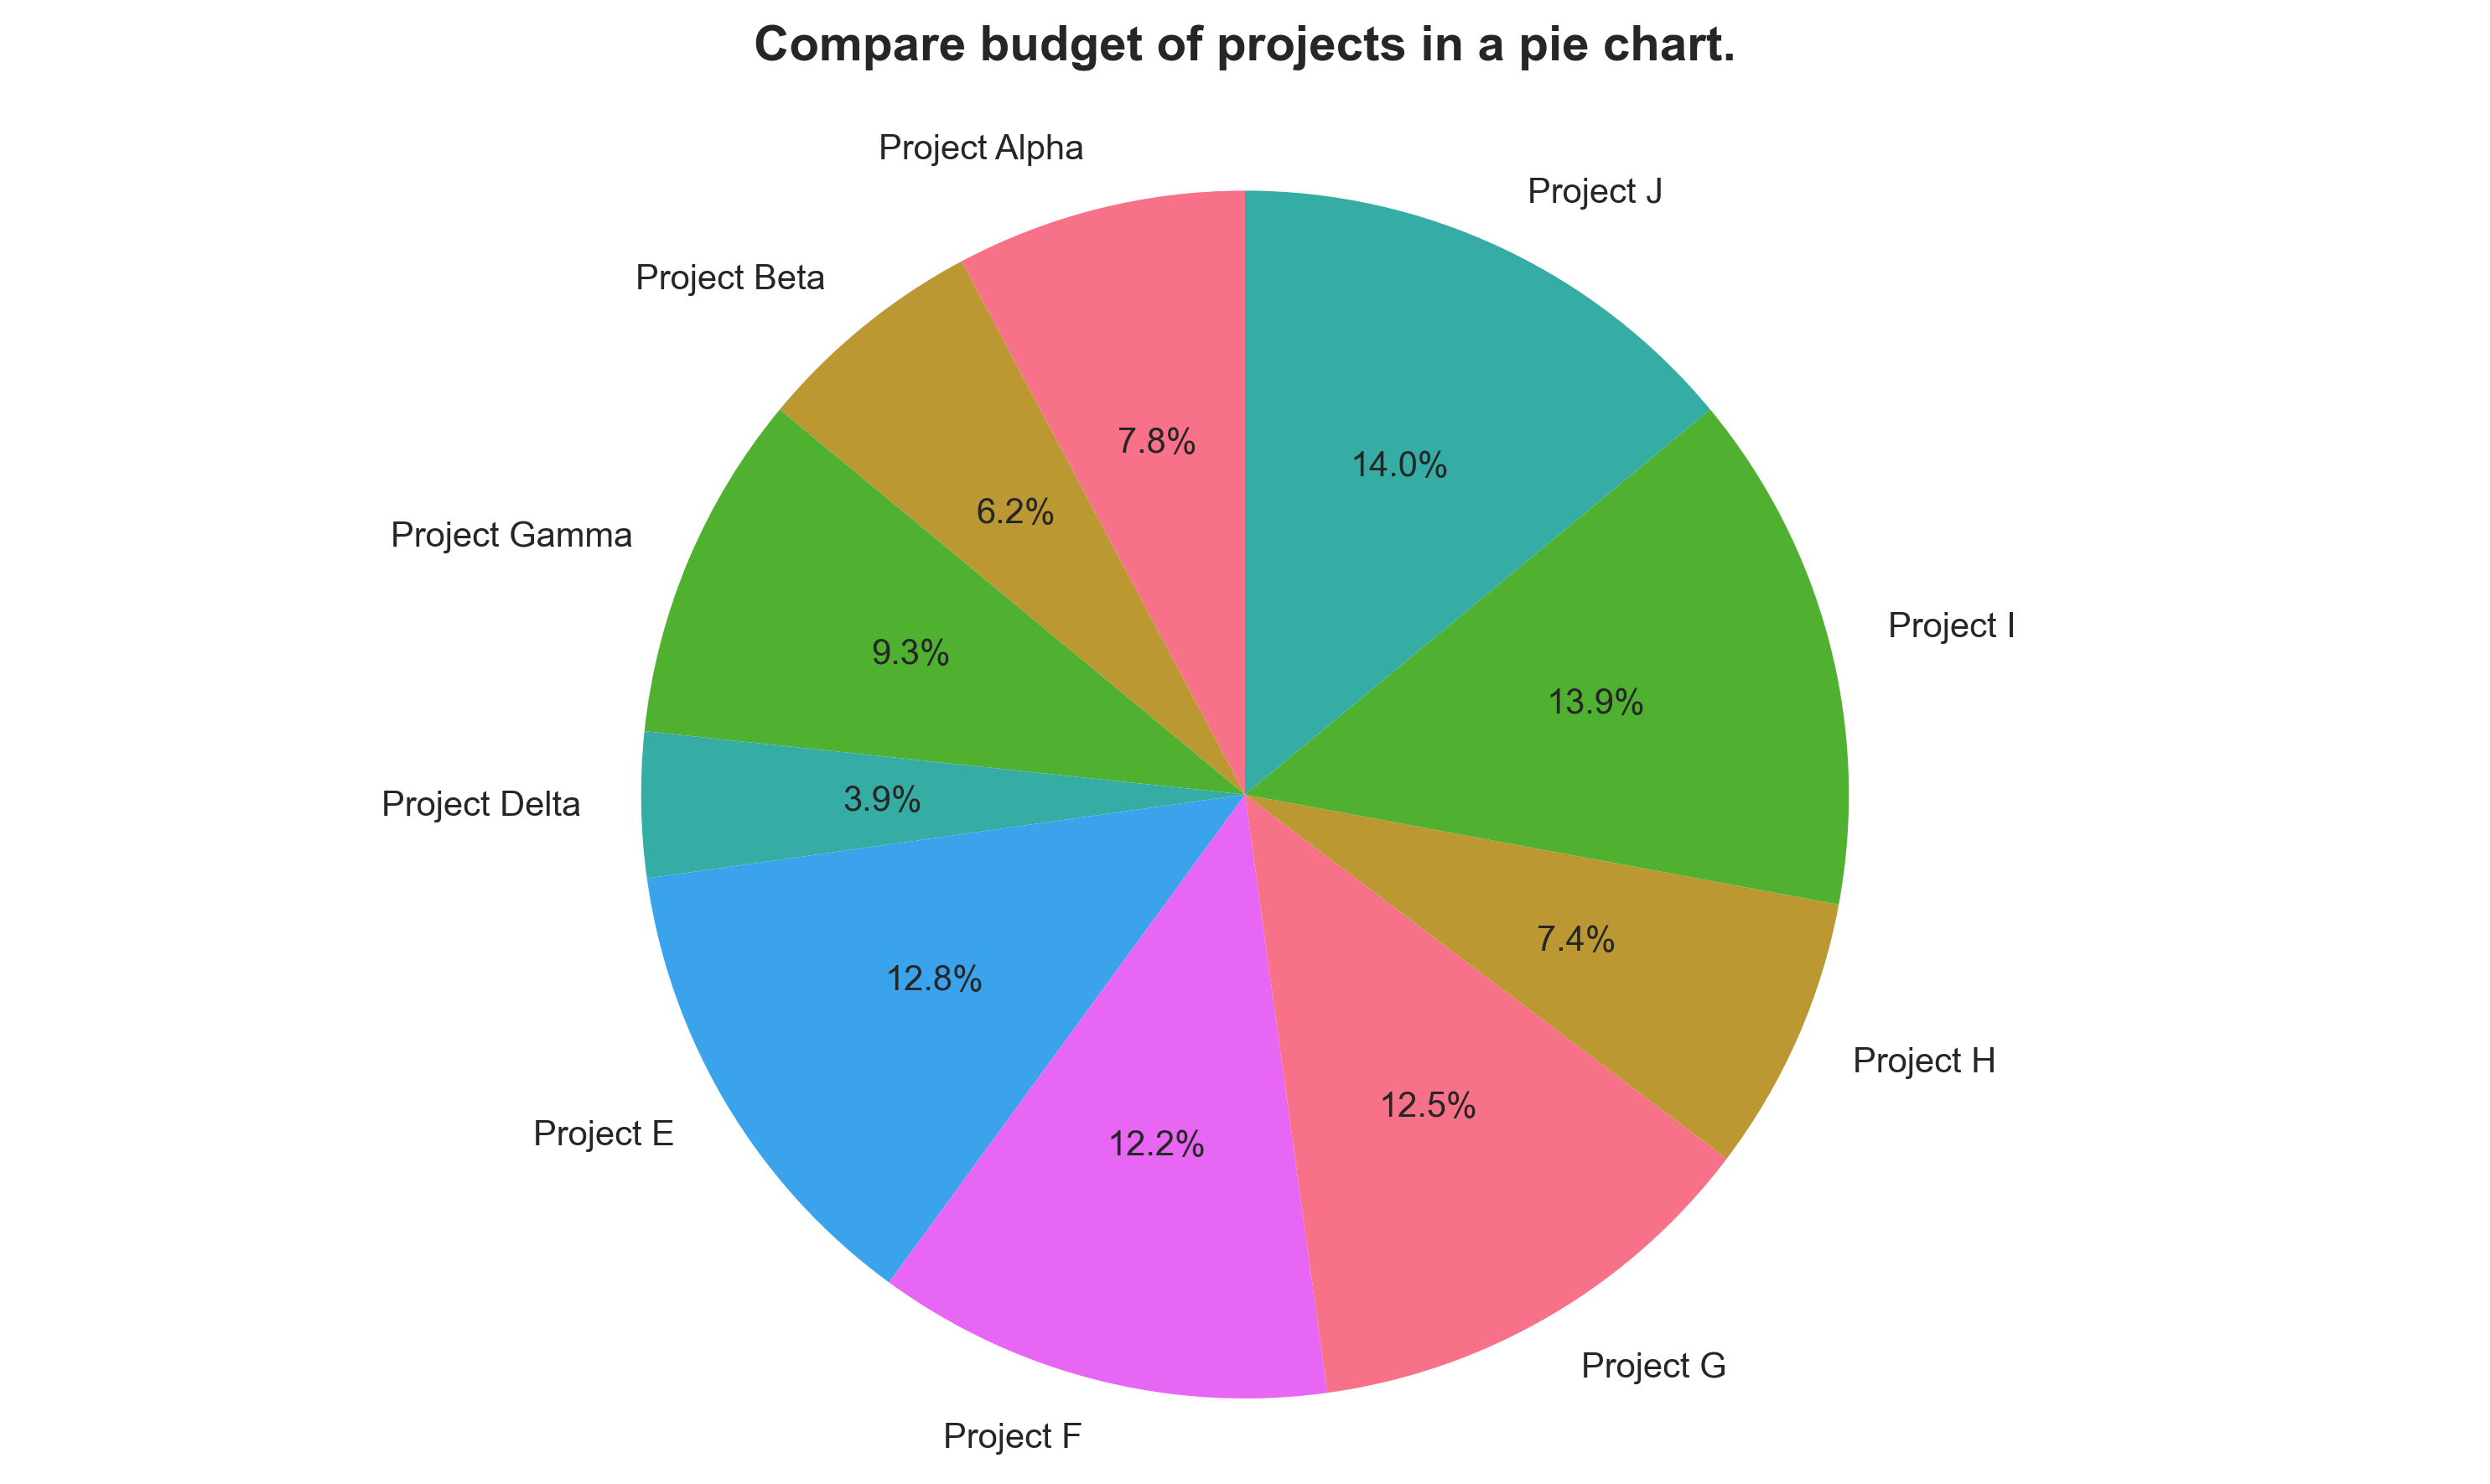 Compare budget of projects in a pie chart.
Project Alpha
7.8%
Project Beta
6.2%
Project Gamma
9.3%
Project Delta
3.9%
Project E
12.8%
Project F
12.2%
Project G
12.5%
Project H
7.4%
Project I
13.9%
Project J
14.0%